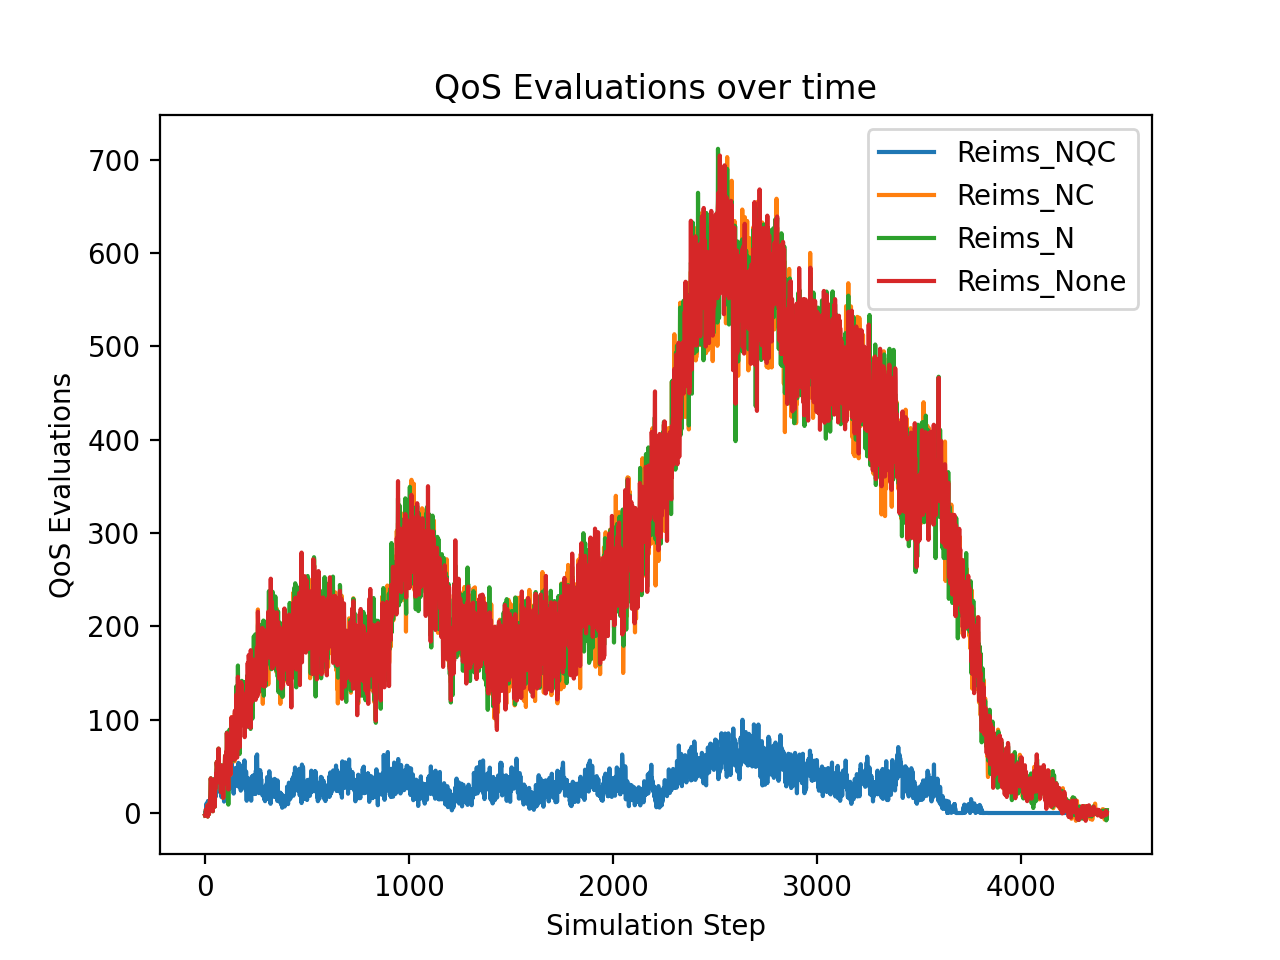 QoS Evaluations over time
Reims_NQC
Reims_NC
Reims_N
Reims_None
QoS Evaluations
700
600
500
400
300
200
100
0
0 1000 2000 3000 4000
Simulation Step